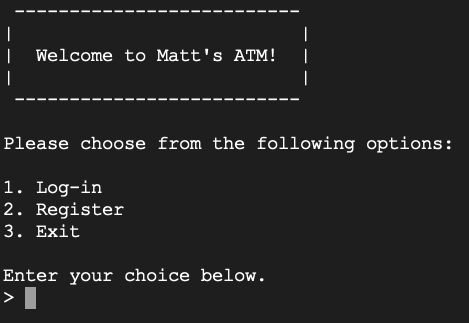 --------------------------
|                          |
|  Welcome to Matt's ATM!  |
|                          |
--------------------------
Please choose from the following options:
1. Log-in
2. Register
3. Exit
Enter your choice below.
>